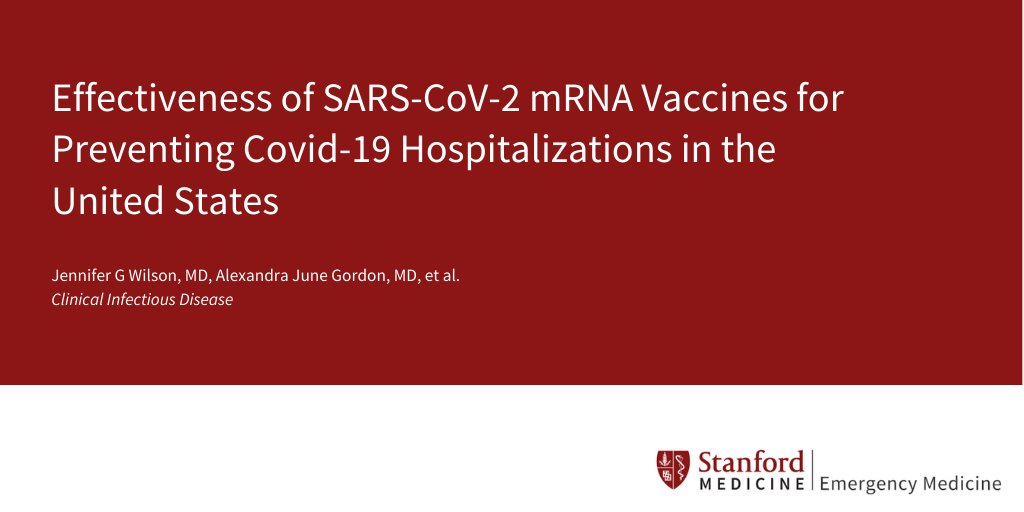 Effectiveness of SARS-CoV-2 mRNA Vaccines for
Preventing Covid-19 Hospitalizations in the
United States
Jennifer G Wilson, MD, Alexandra June Gordon, MD, et al.
Clinical Infectious Disease
Stanford
MEDICINE
Emergency Medicine